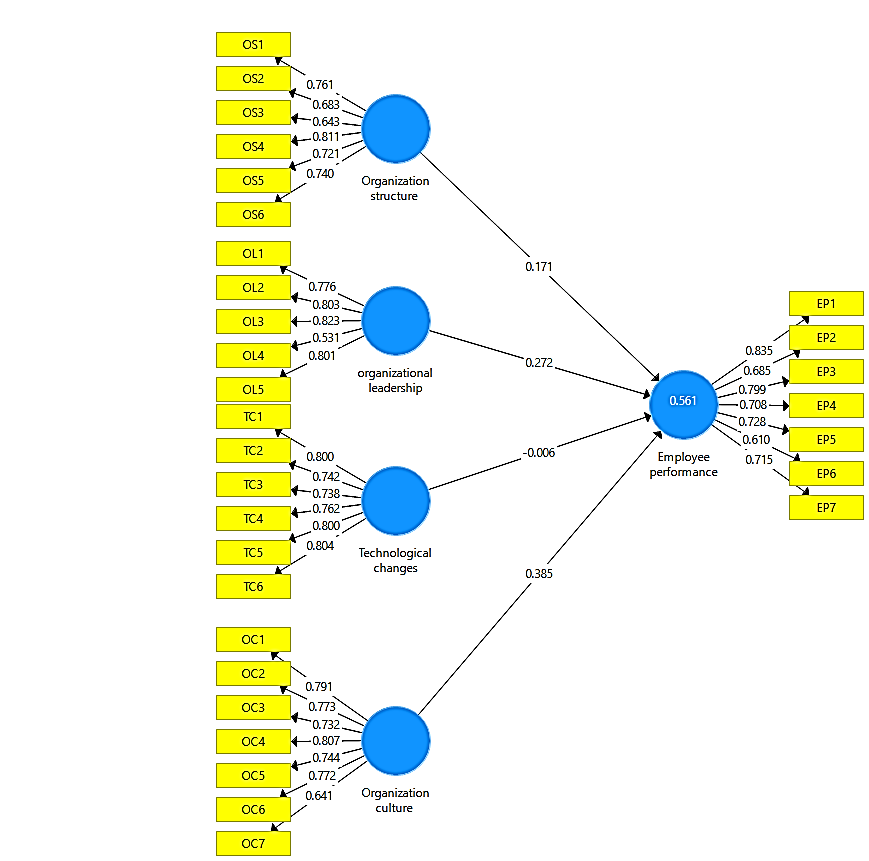 OS1
OS2
OS3
OS4
OS5
OS6
0.761
0.683
0.643
0.811
0.721
0.740
Organization
structure
OL1
OL2
OL3
OL4
OL5
0.776
0.803
0.823
0.531
0.801
organizational
leadership
TC1
TC2
TC3
TC4
TC5
TC6
0.800
0.742
0.738
0.762
0.800
0.804
Technological
changes
OC1
OC2
OC3
OC4
OC5
OC6
OC7
0.791
0.773
0.732
0.807
0.744
0.772
0.641
Organization
culture
0.171
0.272
-0.006
0.385
0.561
Employee
performance
0.835
0.685
0.799
0.708
0.728
0.610
0.715
EP1
EP2
EP3
EP4
EP5
EP6
EP7